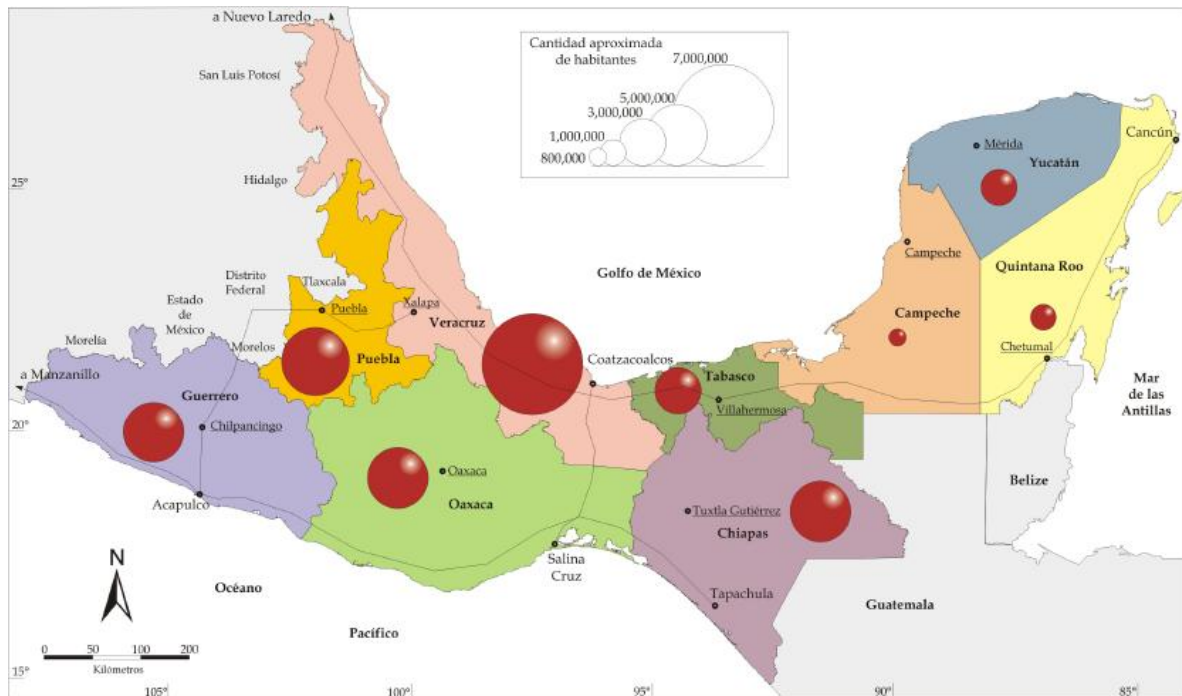 a Nuevo Laredo
San Luis Potosí
Hidalgo
Cantidad aproximada
de habitantes
7,000,000
5,000,000
3,000,000
1,000,000
800,000
25°
20°
15°
105°
100°
95°
90°
85°
Distrito
Federal
Tlaxcala
Estado
de México
Puebla
Xalapa
Morelia
Morelos
Puebla
Veracruz
Coatzacoalcos
a Manzanillo
Guerrero
Chilpancingo
Acapulco
Oaxaca
Oaxaca
Salina
Cruz
Golfo de México
Tabasco
Villahermosa
Tuxtla Gutiérrez
Chiapas
Tapachula
Campeche
Campeche
Mérida
Yucatán
Cancún
Quintana Roo
Chetumal
Mar
de las
Antillas
Belize
Guatemala
Océano
Pacífico
N
0 50 100 200
Kilómetros